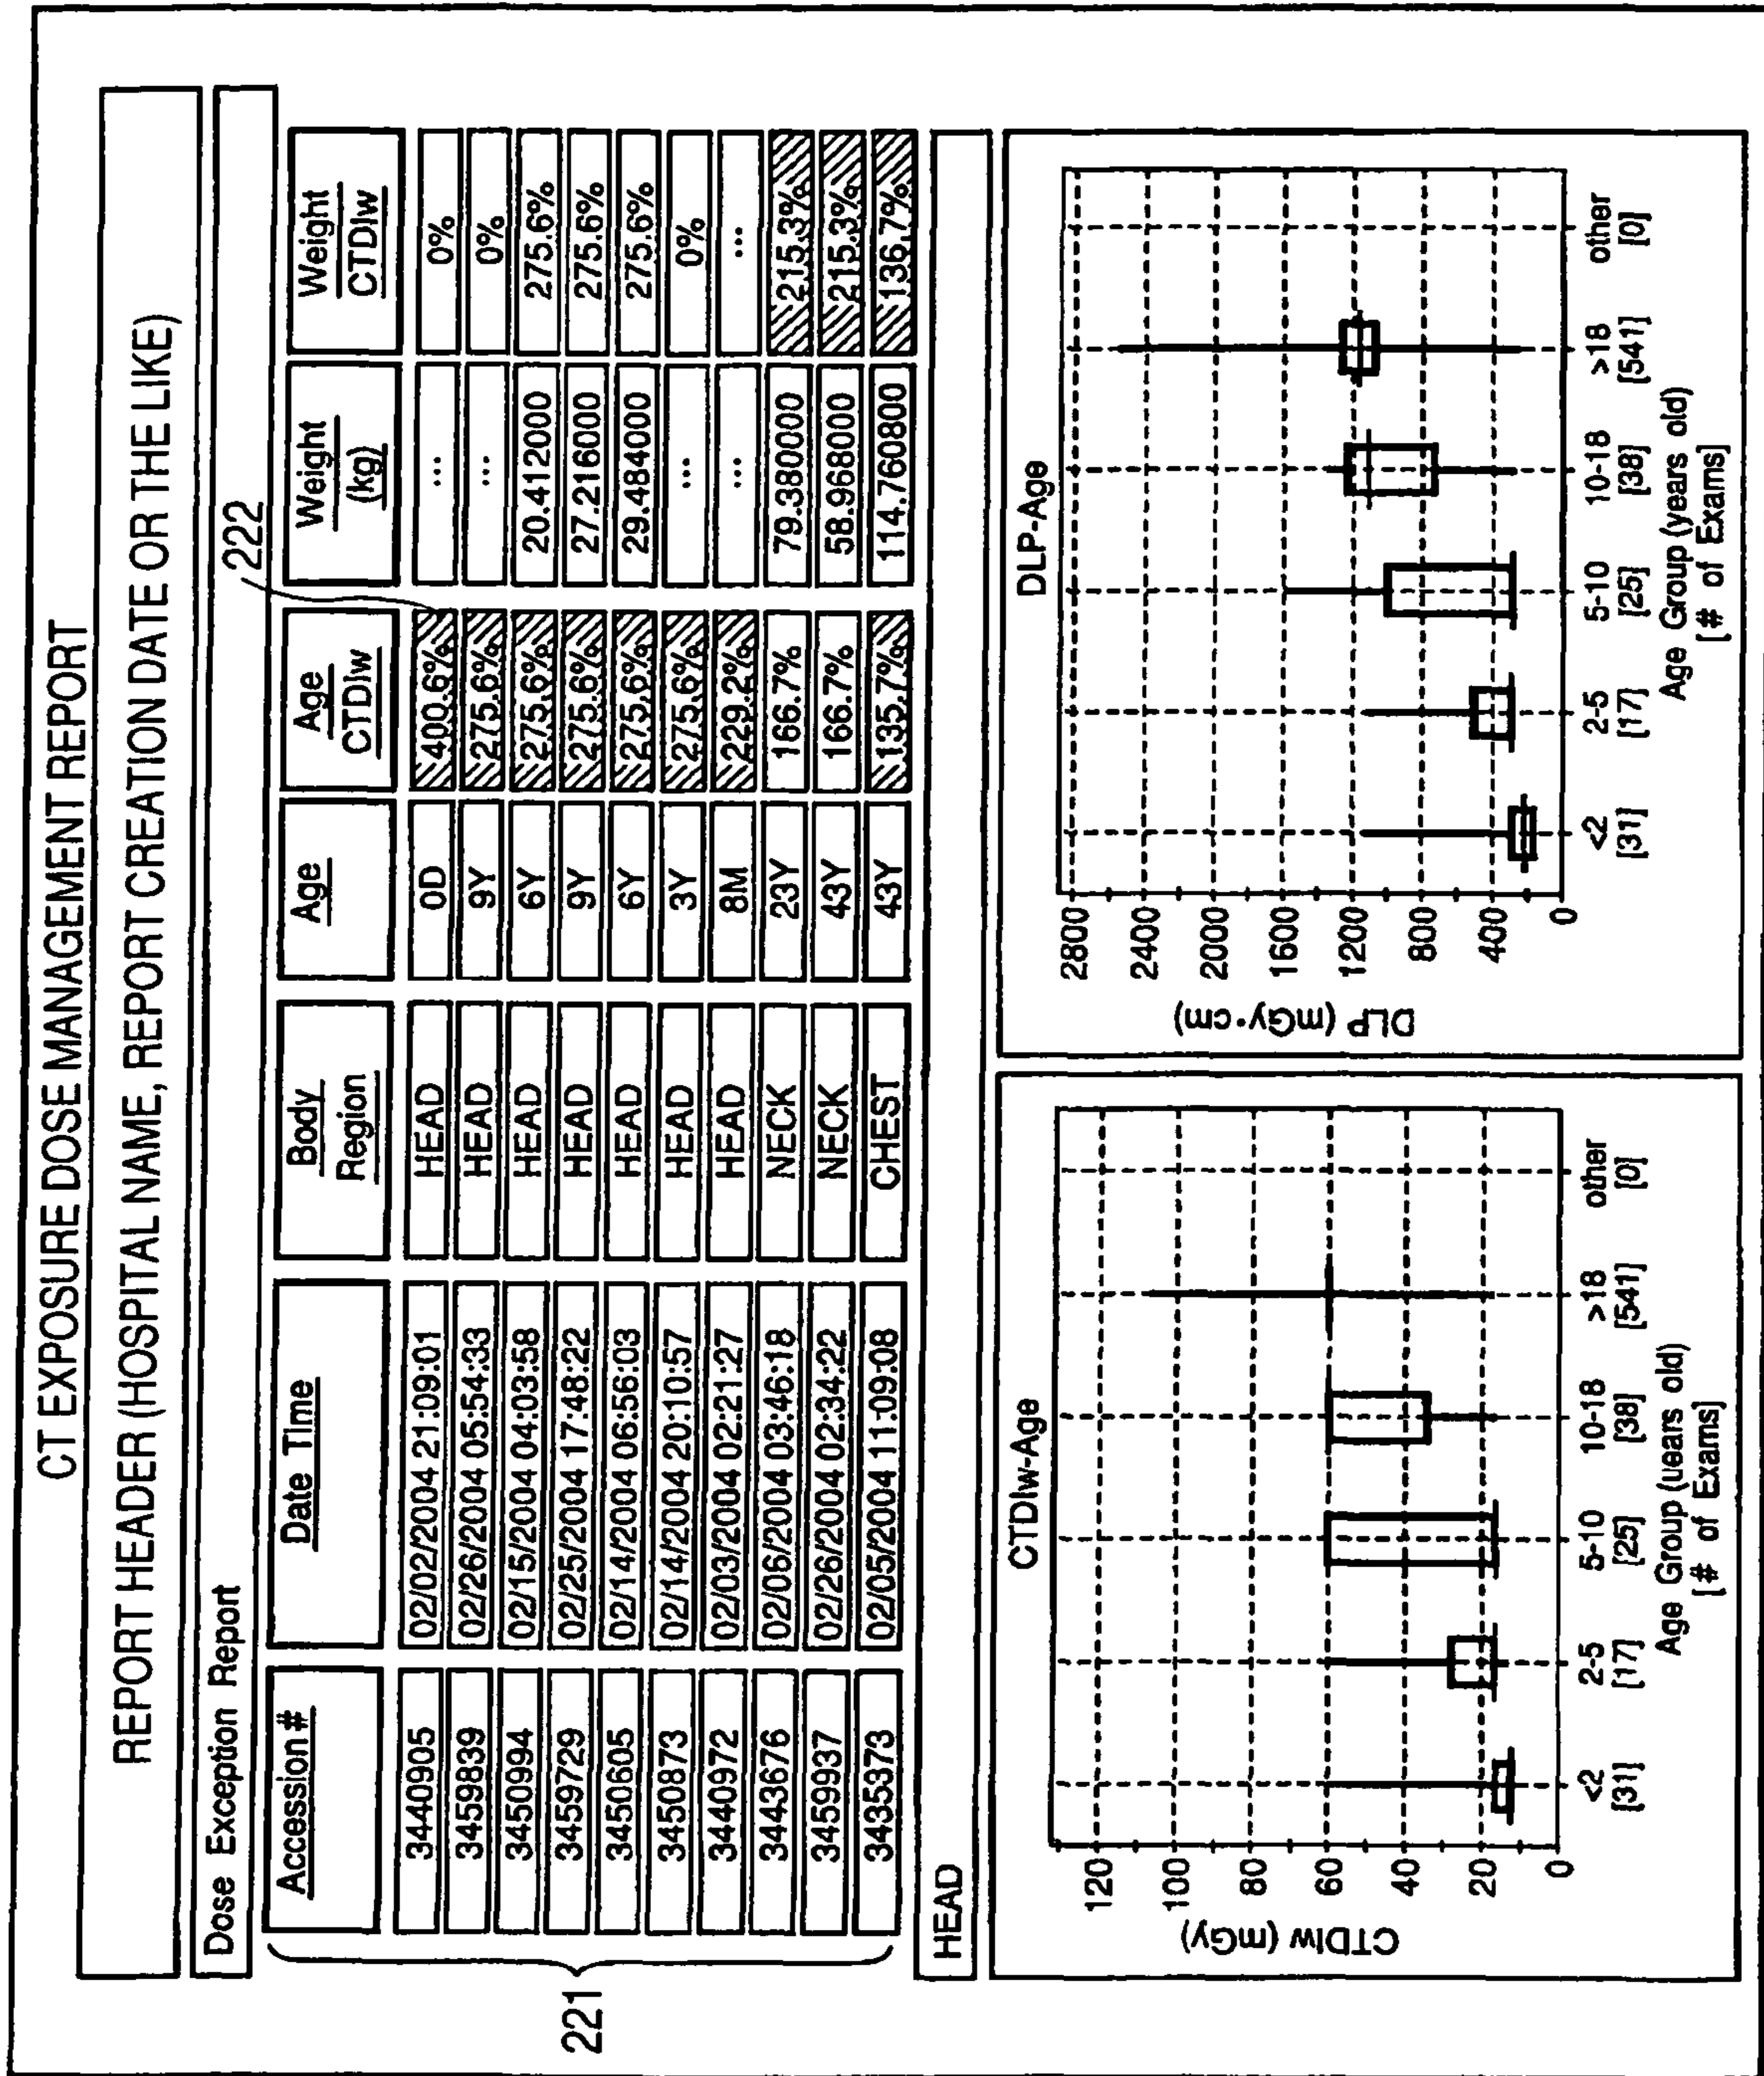 CT EXPOSURE DOSE MANAGEMENT REPORT
REPORT HEADER (HOSPITAL NAME, REPORT CREATION DATE OR THE LIKE)
Dose Exception Report
222
Accession# Date Time Body Region Age Age CTDIw Weight (kg) Weight CTDIw
3440905 02/02/2004 21:09:01 HEAD 0D 400.6% ... 0%
3459839 02/26/2004 05:54:33 HEAD 9Y 275.6% ... 0%
3450994 02/15/2004 04:03:58 HEAD 6Y 275.6% 20.412000 275.6%
3459729 02/25/2004 17:48:22 HEAD 9Y 275.6% 27.216000 275.6%
3450605 02/14/2004 06:56:03 HEAD 6Y 275.6% 29.484000 275.6%
3450873 02/14/2004 20:10:57 HEAD 3Y 275.6% ... 0%
3440972 02/03/2004 02:21:27 HEAD 8M 229.2% ... ...
3443676 02/06/2004 03:46:18 NECK 23Y 166.7% 79.380000 215.3%
3459937 02/26/2004 02:34:22 NECK 43Y 166.7% 58.968000 215.3%
3435373 02/05/2004 11:09:08 CHEST 43Y 135.7% 114.760800 136.7%
221
HEAD
CTDIw-Age
CTDIw (mGy)
120
100
80
60
40
20
0
<2 2-5 5-10 10-18 >18 other
[31] [17] [25] [38] [541] [0]
Age Group (uears old)
[# of Exams]
DLP-Age
DLP (mGy·cm)
2800
2400
2000
1600
1200
800
400
0
<2 2-5 5-10 10-18 >18 other
[31] [17] [25] [38] [541] [0]
Age Group (years old)
[# of Exams]